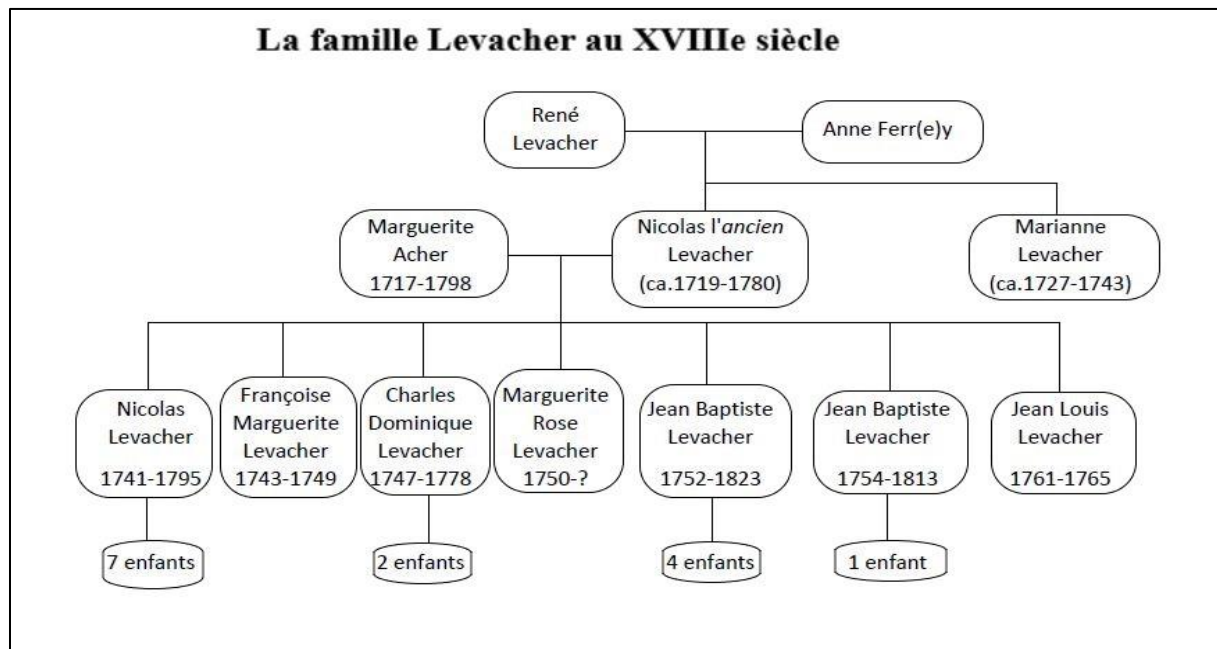 La famille Levacher au XVIIIe siècle
René
Levacher
Anne Ferr(e)y
Marguerite
Acher
1717-1798
Nicolas l'ancien
Levacher
(ca.1719-1780)
Marianne
Levacher
(ca.1727-1743)
Nicolas
Levacher
1741-1795
Françoise
Marguerite
Levacher
1743-1749
Charles
Dominique
Levacher
1747-1778
Marguerite
Rose
Levacher
1750-?
Jean Baptiste
Levacher
1752-1823
Jean Baptiste
Levacher
1754-1813
Jean Louis
Levacher
1761-1765
7 enfants
2 enfants
4 enfants
1 enfant